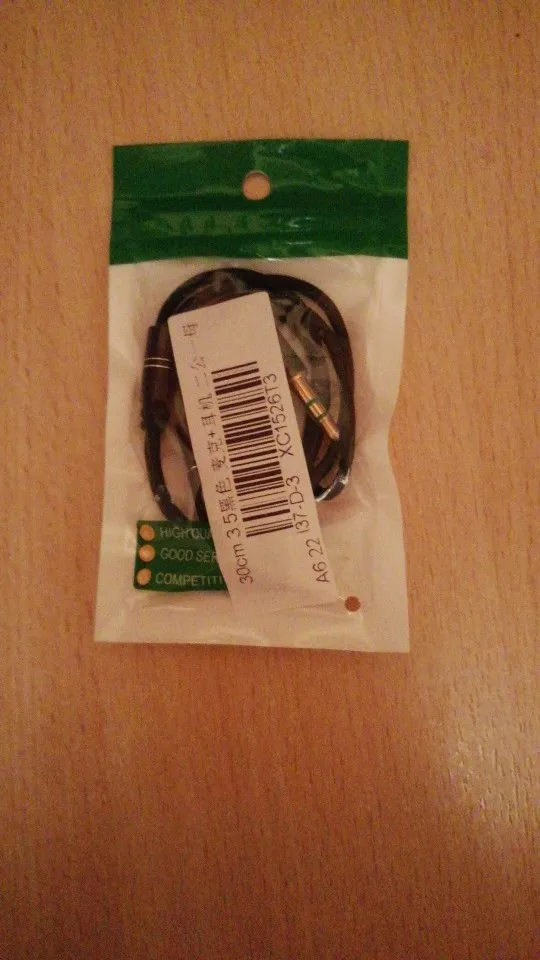 30cm 3 5黑色 麦克+耳机 二公一母
XC1526T3
A6 22 I37-D-3
HIGH QUA
GOOD SER
COMPETITI